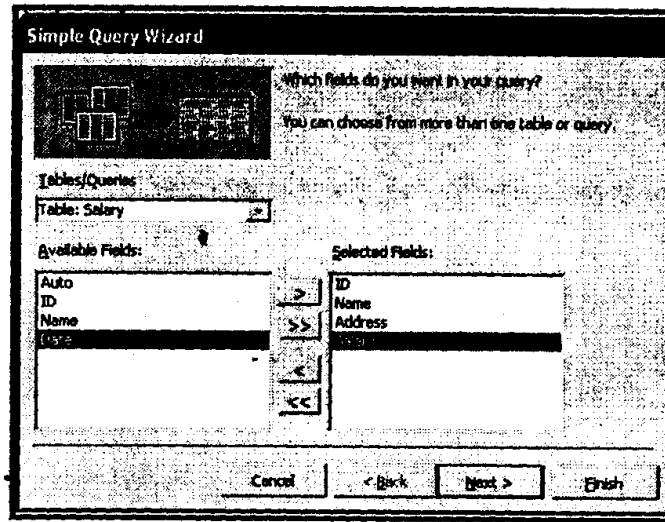 Simple Query Wizard
Which fields do you want in your query?
You can choose from more than one table or query.
Tables/Queries
Table: Salary
Available Fields:
Selected Fields:
Auto
ID
Name
Date
>
>>
<
<<
ID
Name
Address
Cancel
< Back
Next >
Finish